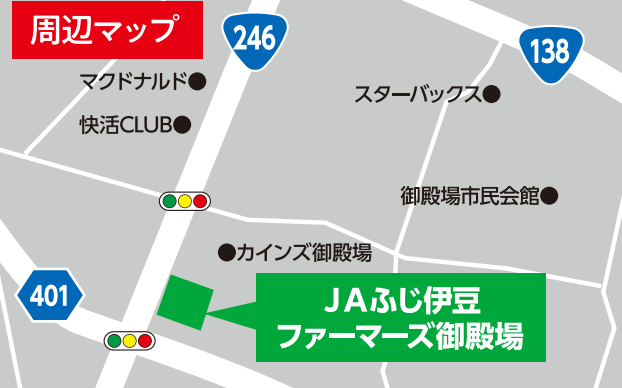 周辺マップ
246
138
マクドナルド
スターバックス
快活CLUB
御殿場市民会館
カインズ御殿場
401
JAふじ伊豆
ファーマーズ御殿場